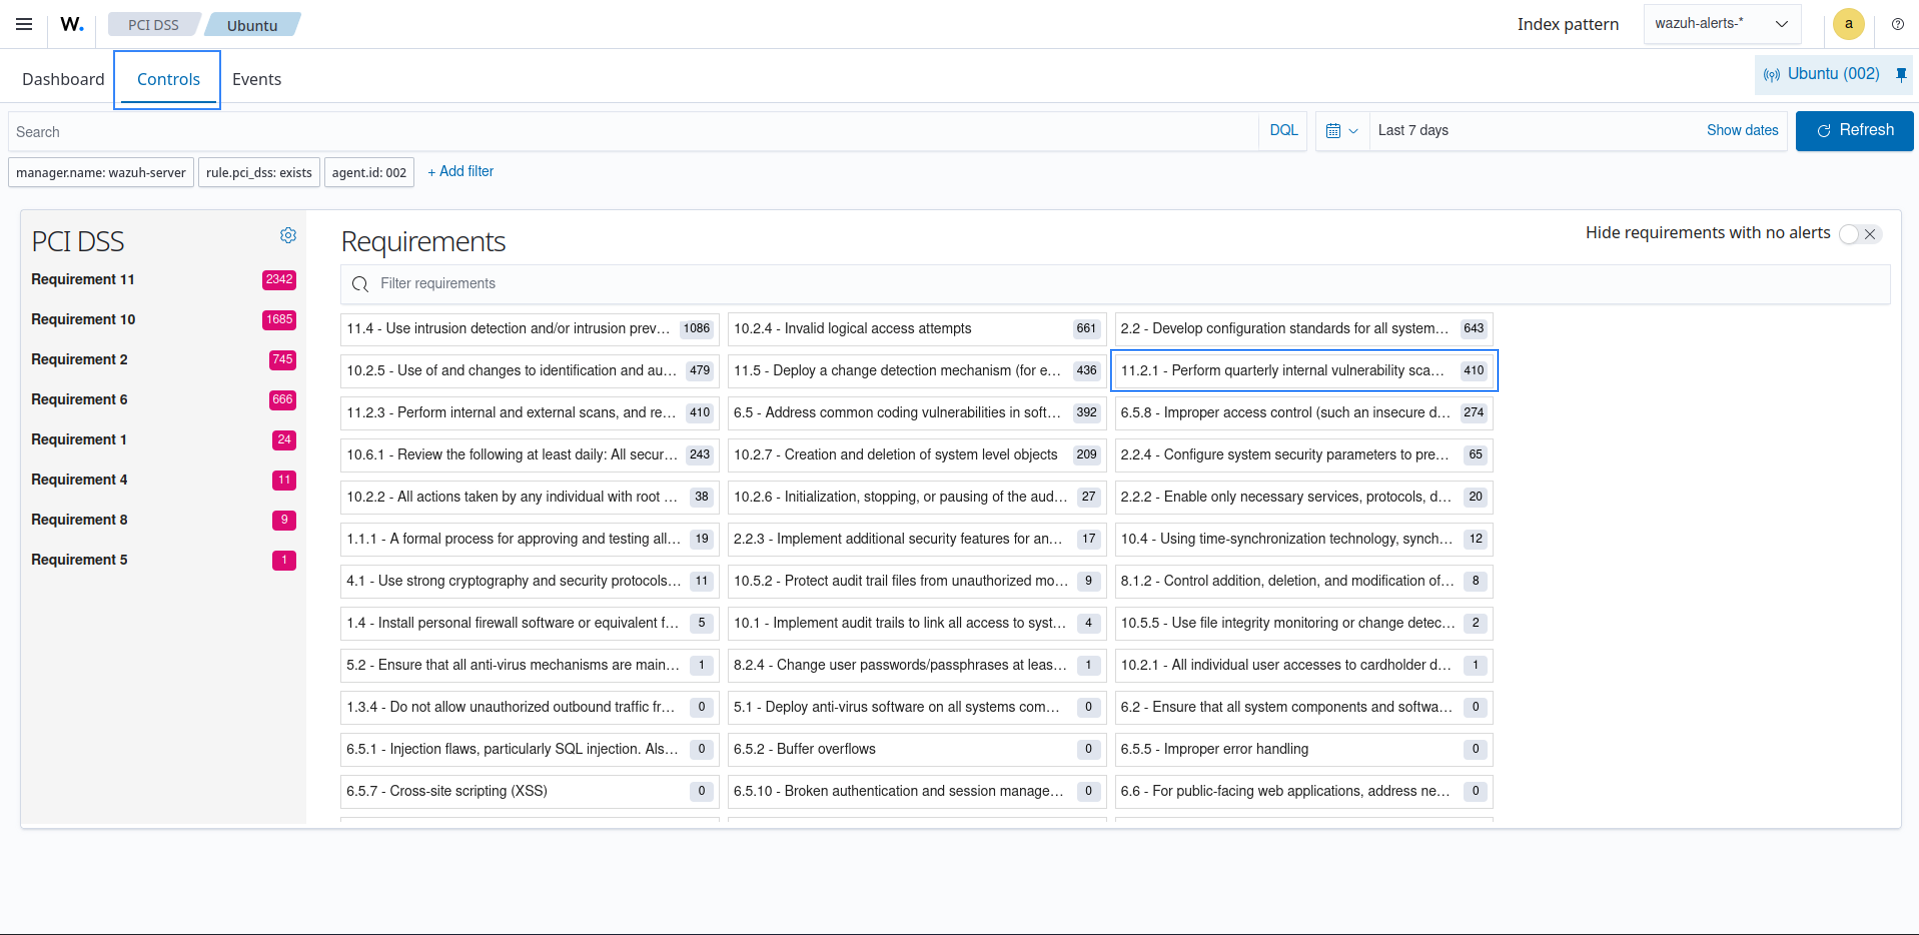 W. PCI DSS Ubuntu Index pattern wazuh-alerts-* a
Dashboard Controls Events Ubuntu (002)
Search DQL Last 7 days Show dates Refresh
manager.name: wazuh-server rule.pci_dss: exists agent.id: 002 + Add filter
PCI DSS
Requirement 11 2342
Requirement 10 1685
Requirement 2 745
Requirement 6 666
Requirement 1 24
Requirement 4 11
Requirement 8 9
Requirement 5 1
Requirements Hide requirements with no alerts
Filter requirements
11.4 - Use intrusion detection and/or intrusion prev... 1086 10.2.4 - Invalid logical access attempts 661 2.2 - Develop configuration standards for all system... 643
10.2.5 - Use of and changes to identification and au... 479 11.5 - Deploy a change detection mechanism (for e... 436 11.2.1 - Perform quarterly internal vulnerability sca... 410
11.2.3 - Perform internal and external scans, and re... 410 6.5 - Address common coding vulnerabilities in soft... 392 6.5.8 - Improper access control (such an insecure d... 274
10.6.1 - Review the following at least daily: All secur... 243 10.2.7 - Creation and deletion of system level objects 209 2.2.4 - Configure system security parameters to pre... 65
10.2.2 - All actions taken by any individual with root ... 38 10.2.6 - Initialization, stopping, or pausing of the aud... 27 2.2.2 - Enable only necessary services, protocols, d... 20
1.1.1 - A formal process for approving and testing all... 19 2.2.3 - Implement additional security features for an... 17 10.4 - Using time-synchronization technology, synch... 12
4.1 - Use strong cryptography and security protocols... 11 10.5.2 - Protect audit trail files from unauthorized mo... 9 8.1.2 - Control addition, deletion, and modification of... 8
1.4 - Install personal firewall software or equivalent f... 5 10.1 - Implement audit trails to link all access to syst... 4 10.5.5 - Use file integrity monitoring or change detec... 2
5.2 - Ensure that all anti-virus mechanisms are main... 1 8.2.4 - Change user passwords/passphrases at leas... 1 10.2.1 - All individual user accesses to cardholder d... 1
1.3.4 - Do not allow unauthorized outbound traffic fr... 0 5.1 - Deploy anti-virus software on all systems com... 0 6.2 - Ensure that all system components and softwa... 0
6.5.1 - Injection flaws, particularly SQL injection. Als... 0 6.5.2 - Buffer overflows 0 6.5.5 - Improper error handling 0
6.5.7 - Cross-site scripting (XSS) 0 6.5.10 - Broken authentication and session manage... 0 6.6 - For public-facing web applications, address ne... 0